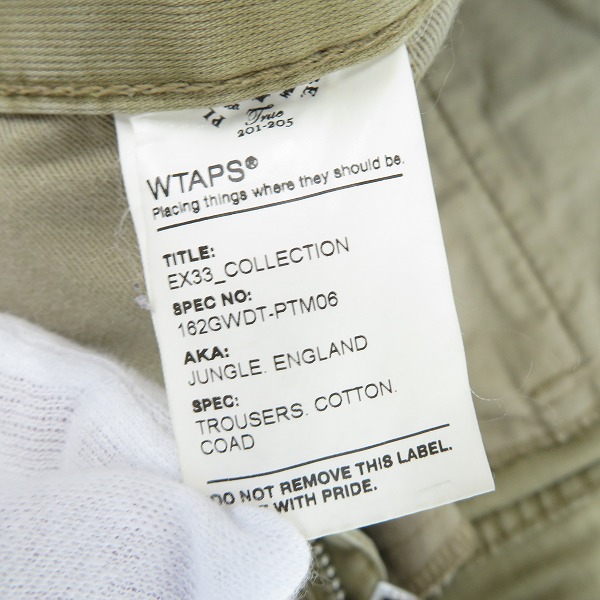 True
201-205
WTAPS®
Placing things where they should be.
TITLE:
EX33_COLLECTION
SPEC NO:
162GWDT-PTM06
AKA:
JUNGLE. ENGLAND
SPEC:
TROUSERS. COTTON.
COAD
DO NOT REMOVE THIS LABEL.
WITH PRIDE.